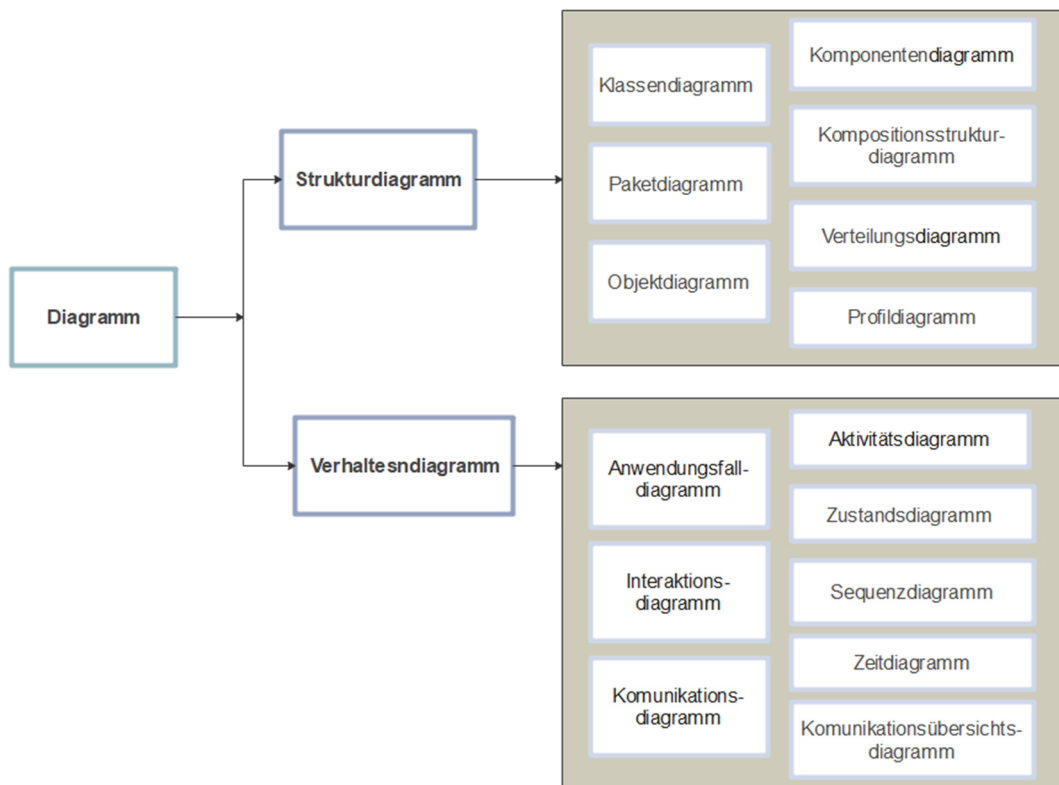 Diagramm
Strukturdiagramm
Klassendiagramm
Paketdiagramm
Objektdiagramm
Komponentendiagramm
Kompositionsstruktur-
diagramm
Verteilungsdiagramm
Profildiagramm
Verhaltesndiagramm
Anwendungsfall-
diagramm
Interaktions-
diagramm
Komunikations-
diagramm
Aktivitätsdiagramm
Zustandsdiagramm
Sequenzdiagramm
Zeitdiagramm
Komunikationsübersichts-
diagramm